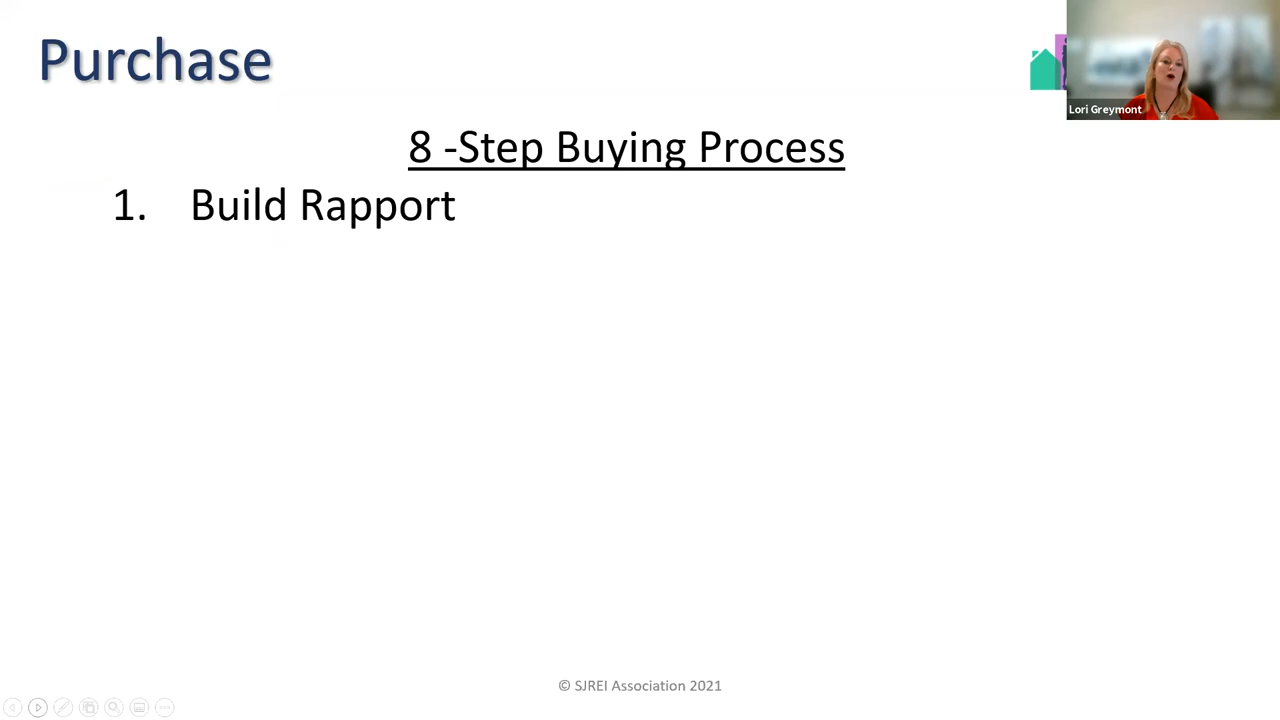 Purchase
Lori Greymont
8 -Step Buying Process
1. Build Rapport
© SJREI Association 2021